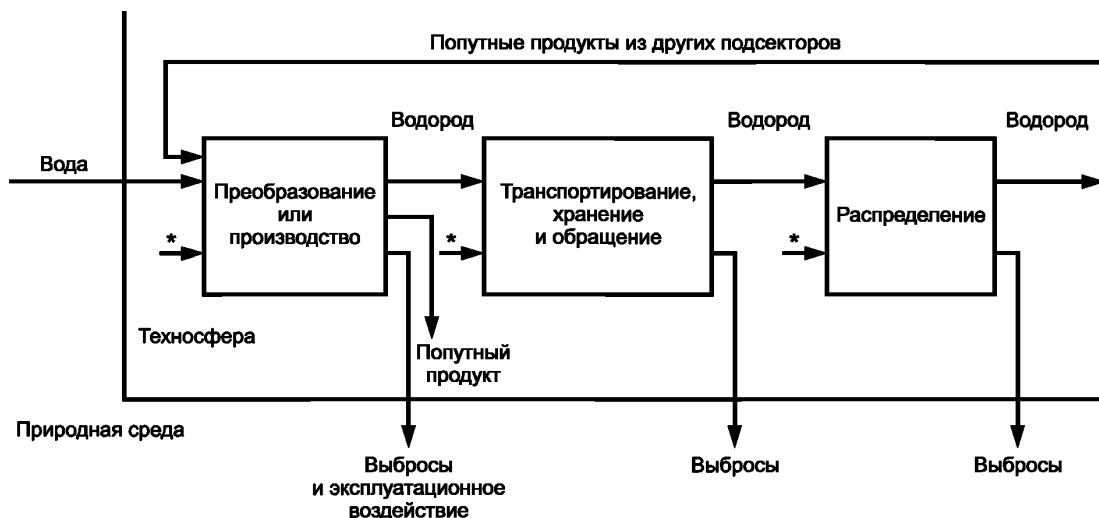 Попутные продукты из других подсекторов
Водород
Водород
Водород
Вода
Преобразование
или
производство
Транспортирование,
хранение
и обращение
Распределение
*
*
*
Техносфера
Попутный
продукт
Природная среда
Выбросы
и эксплуатационное
воздействие
Выбросы
Выбросы